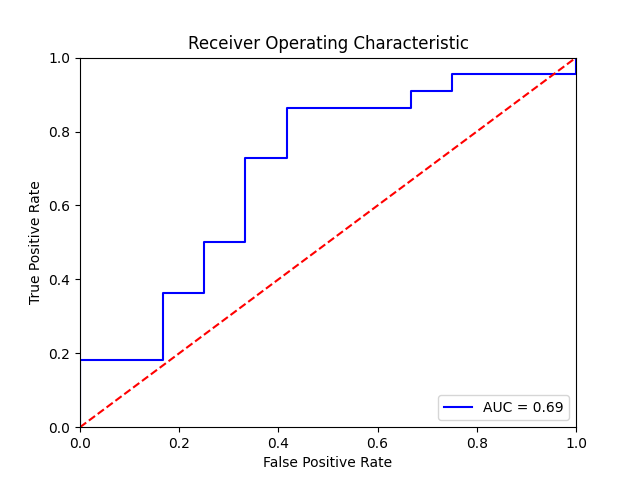 Receiver Operating Characteristic
1.0
0.8
0.6
0.4
0.2
0.0
True Positive Rate
AUC = 0.69
0.0 0.2 0.4 0.6 0.8 1.0
False Positive Rate